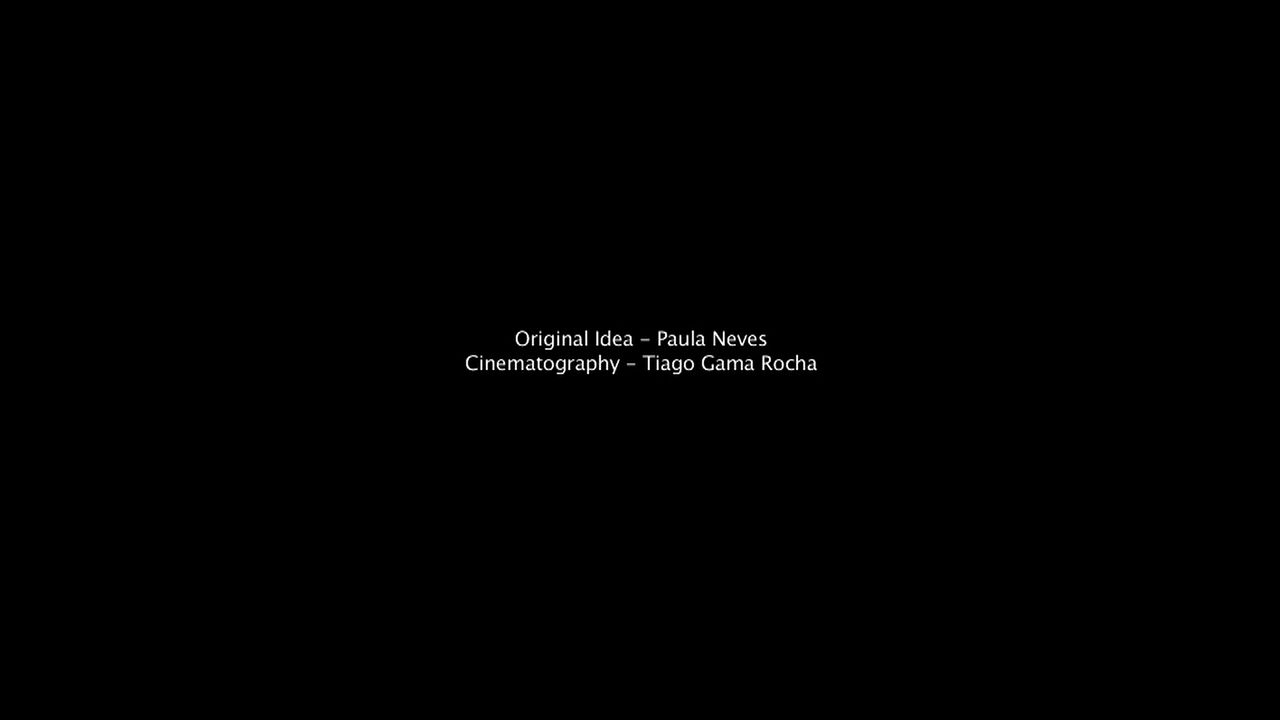 Original Idea – Paula Neves
Cinematography – Tiago Gama Rocha